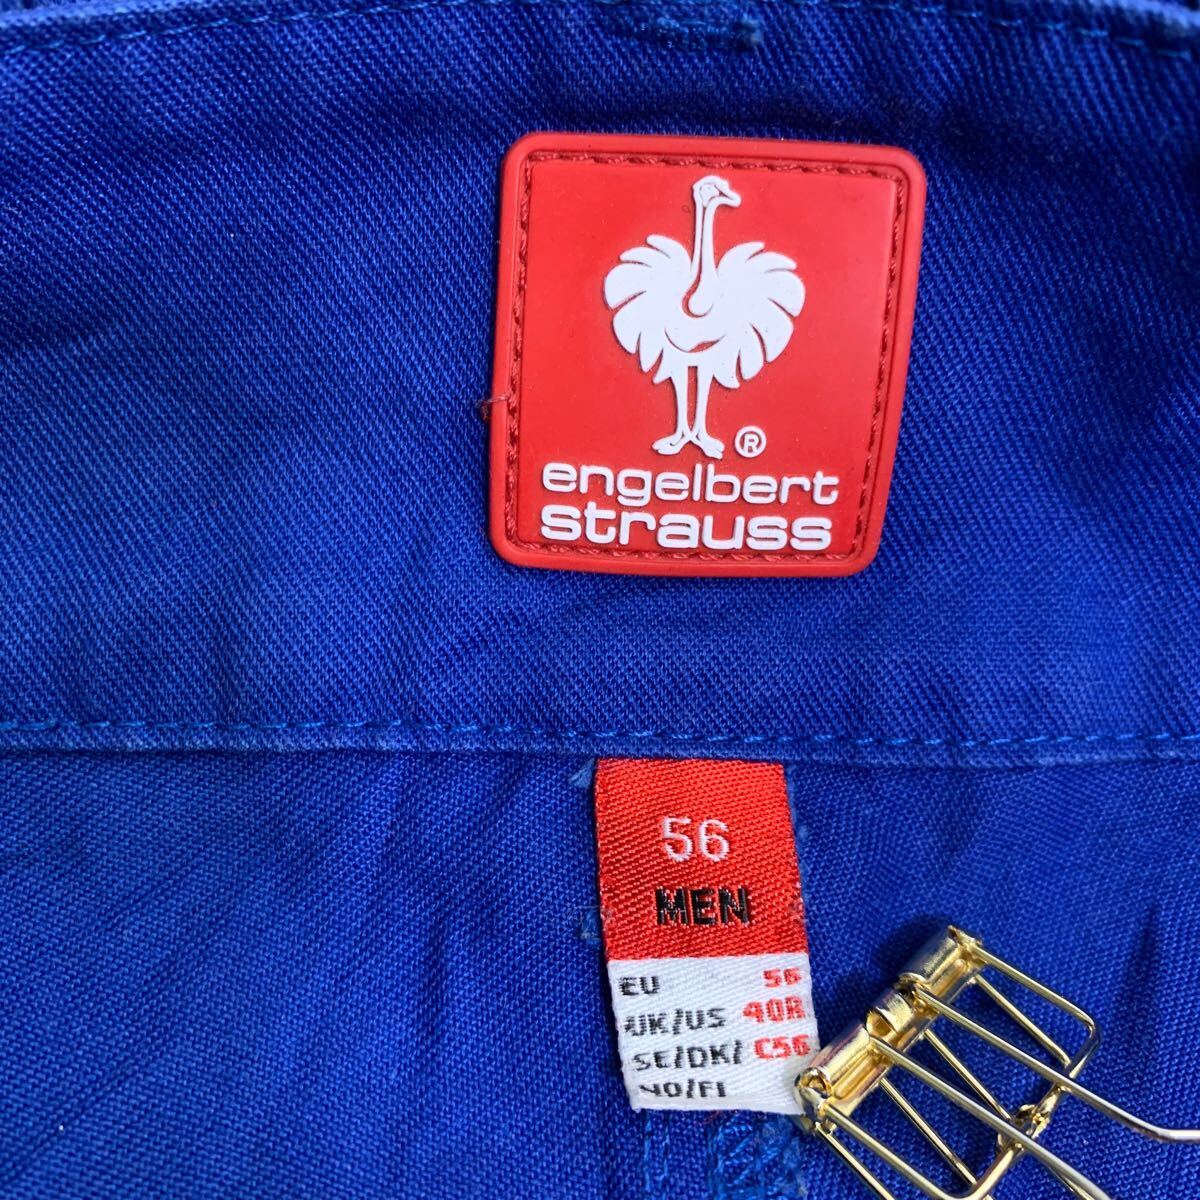 ®
engelbert
strauss
56
MEN
EU 56
UK/US 40R
SE/DK/ C56
NO/FI